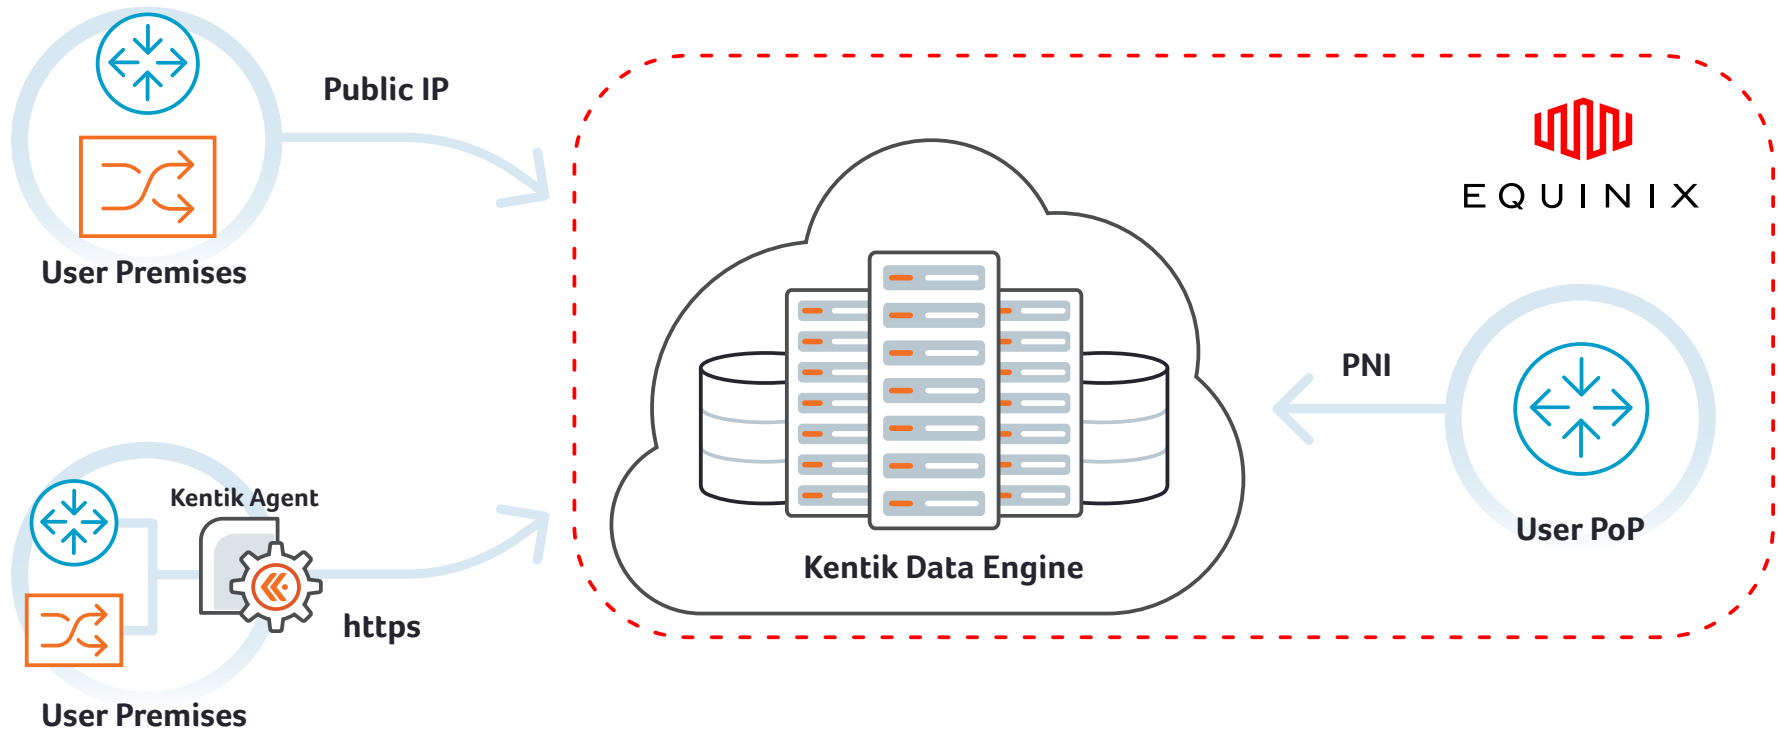 Public IP
User Premises
EQUINIX
PNI
Kentik Agent
User PoP
Kentik Data Engine
https
User Premises